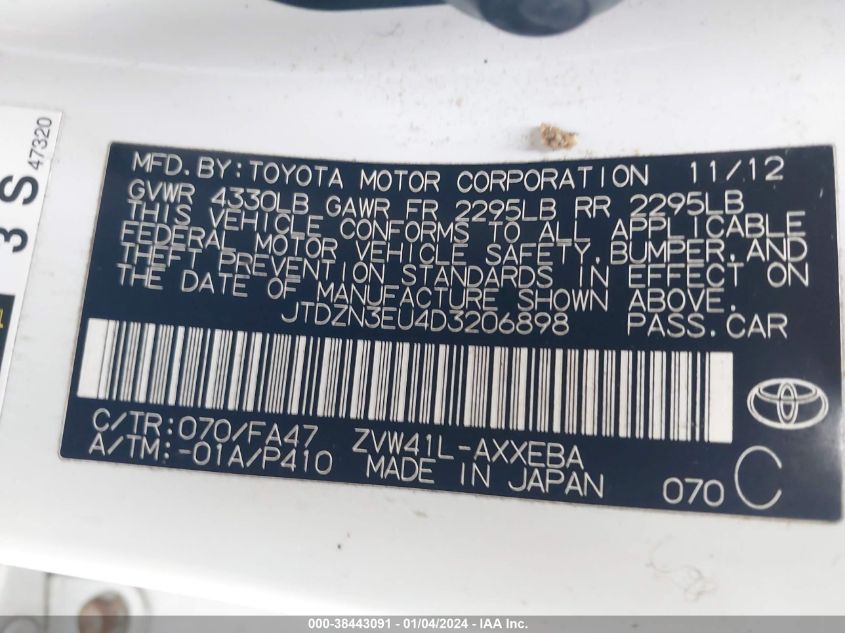 3 S
47320
MFD. BY: TOYOTA MOTOR CORPORATION 11/12
GVWR 4330LB GAWR FR 2295LB RR 2295LB
THIS VEHICLE CONFORMS TO ALL APPLICABLE
FEDERAL MOTOR VEHICLE SAFETY, BUMPER, AND
THEFT PREVENTION STANDARDS IN EFFECT ON
THE DATE OF MANUFACTURE SHOWN ABOVE.
JTDZN3EU4D3206898 PASS. CAR
C/TR: 070/FA47 ZVW41L-AXXEBA
A/TM: -01A/P410 MADE IN JAPAN 070 C
000-38443091 - 01/04/2024 - IAA Inc.